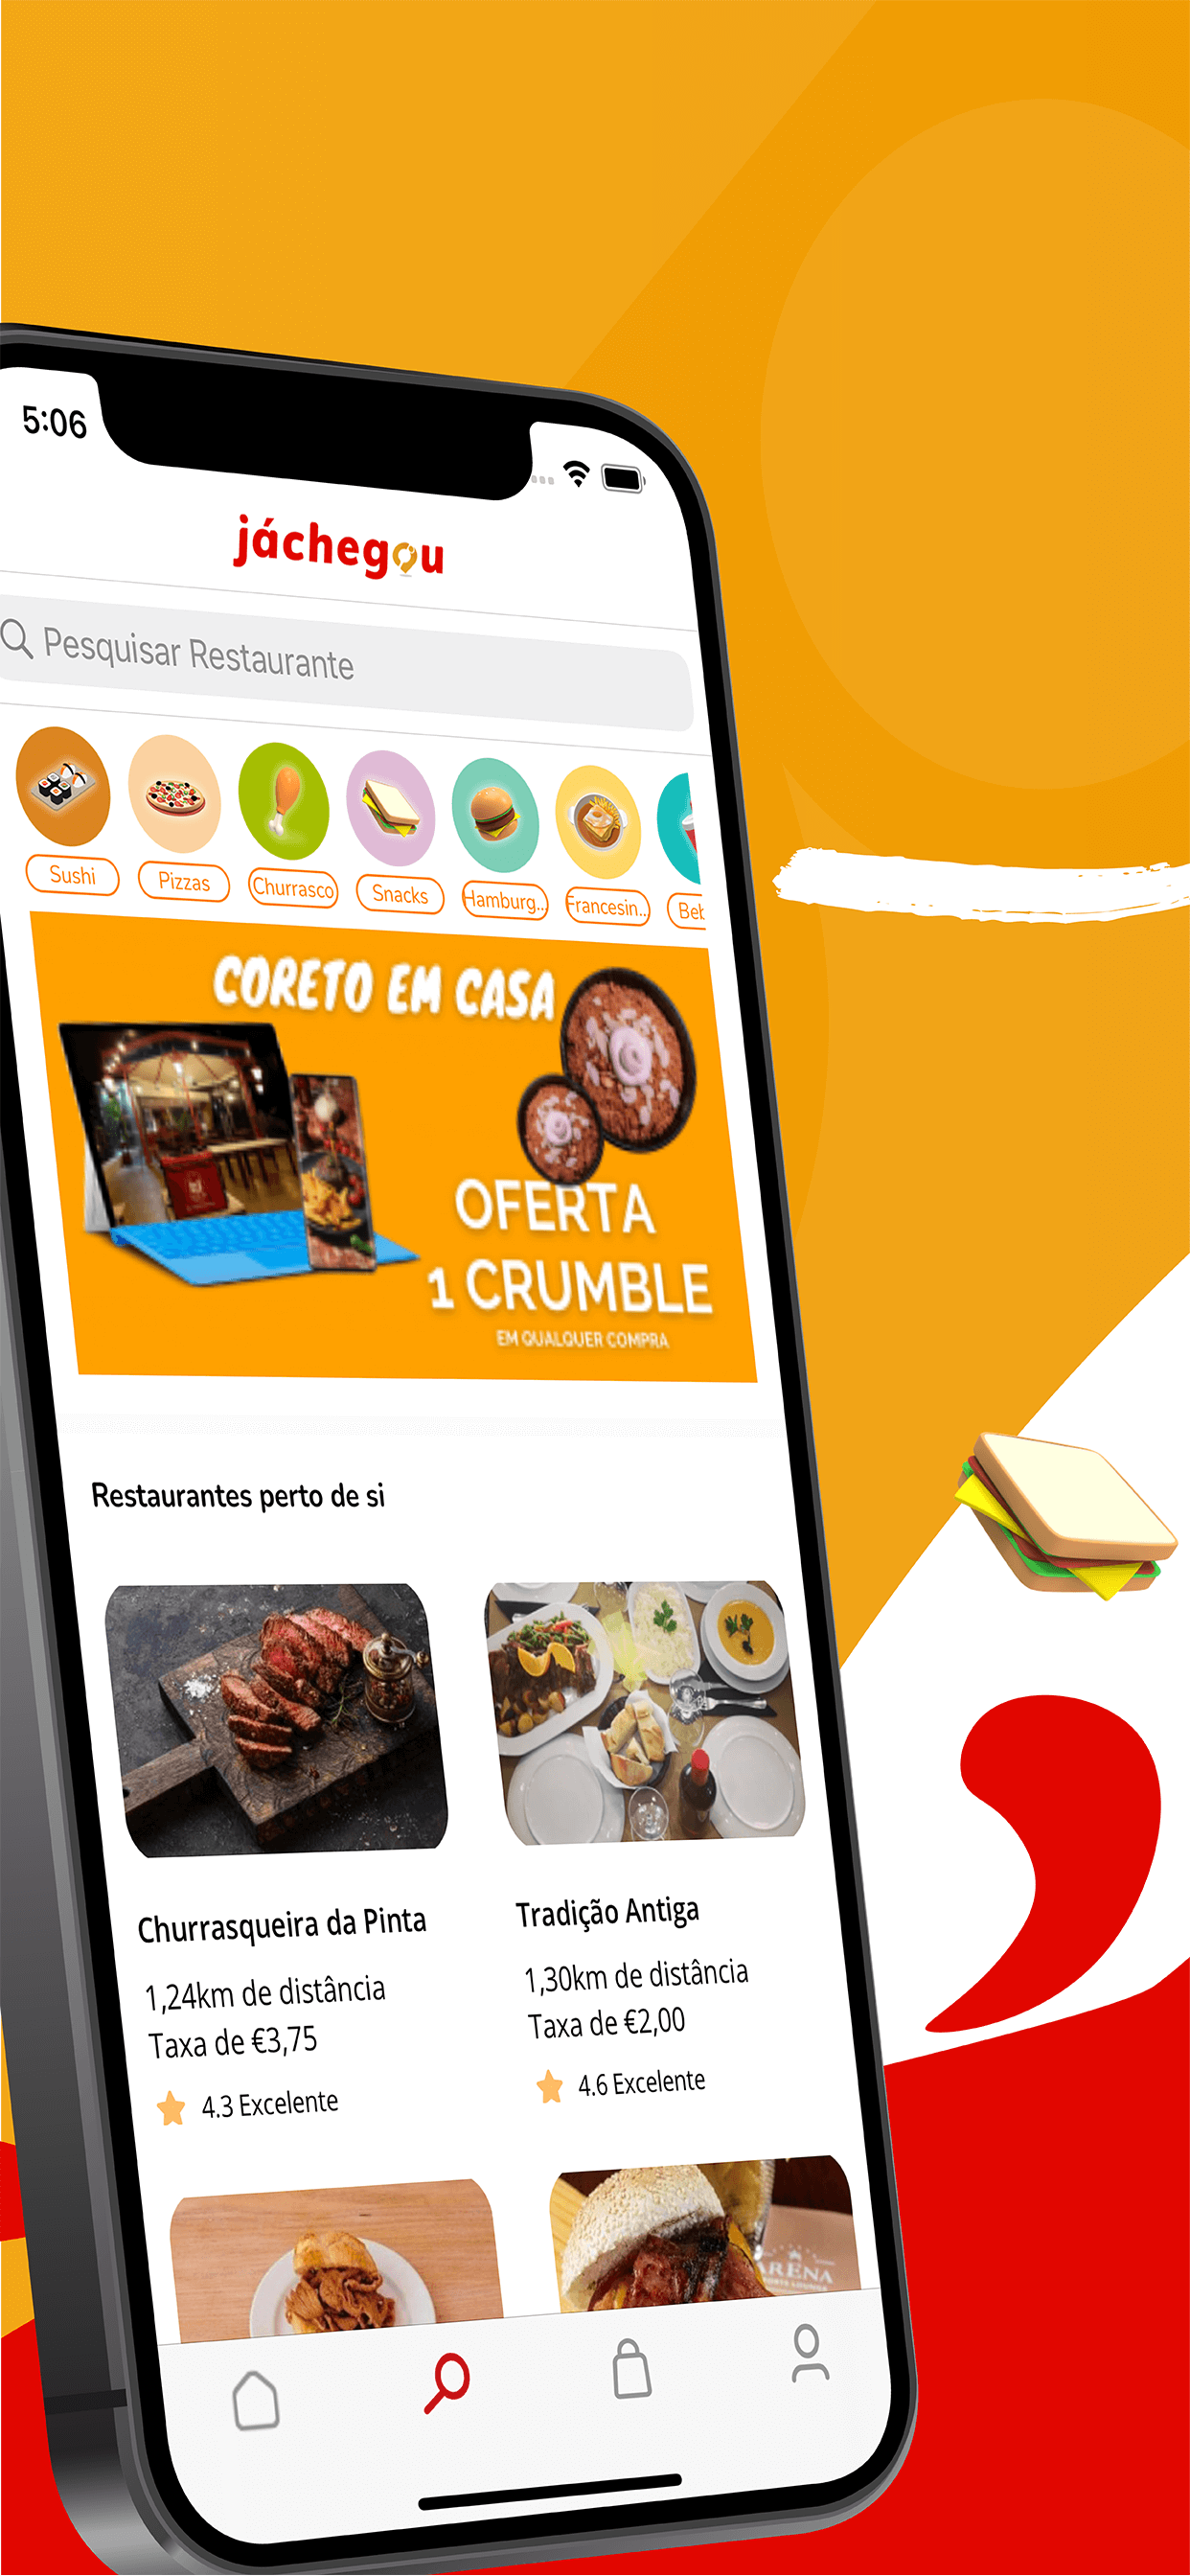 5:06
jáchegou
Pesquisar Restaurante
Sushi
Pizzas
Churrasco
Snacks
Hamburg..
Francesin..
Beb
CORETO EM CASA
OFERTA
1 CRUMBLE
EM QUALQUER COMPRA
Restaurantes perto de si
Churrasqueira da Pinta
1,24km de distância
Taxa de €3,75
4.3 Excelente
Tradição Antiga
1,30km de distância
Taxa de €2,00
4.6 Excelente
ARENA